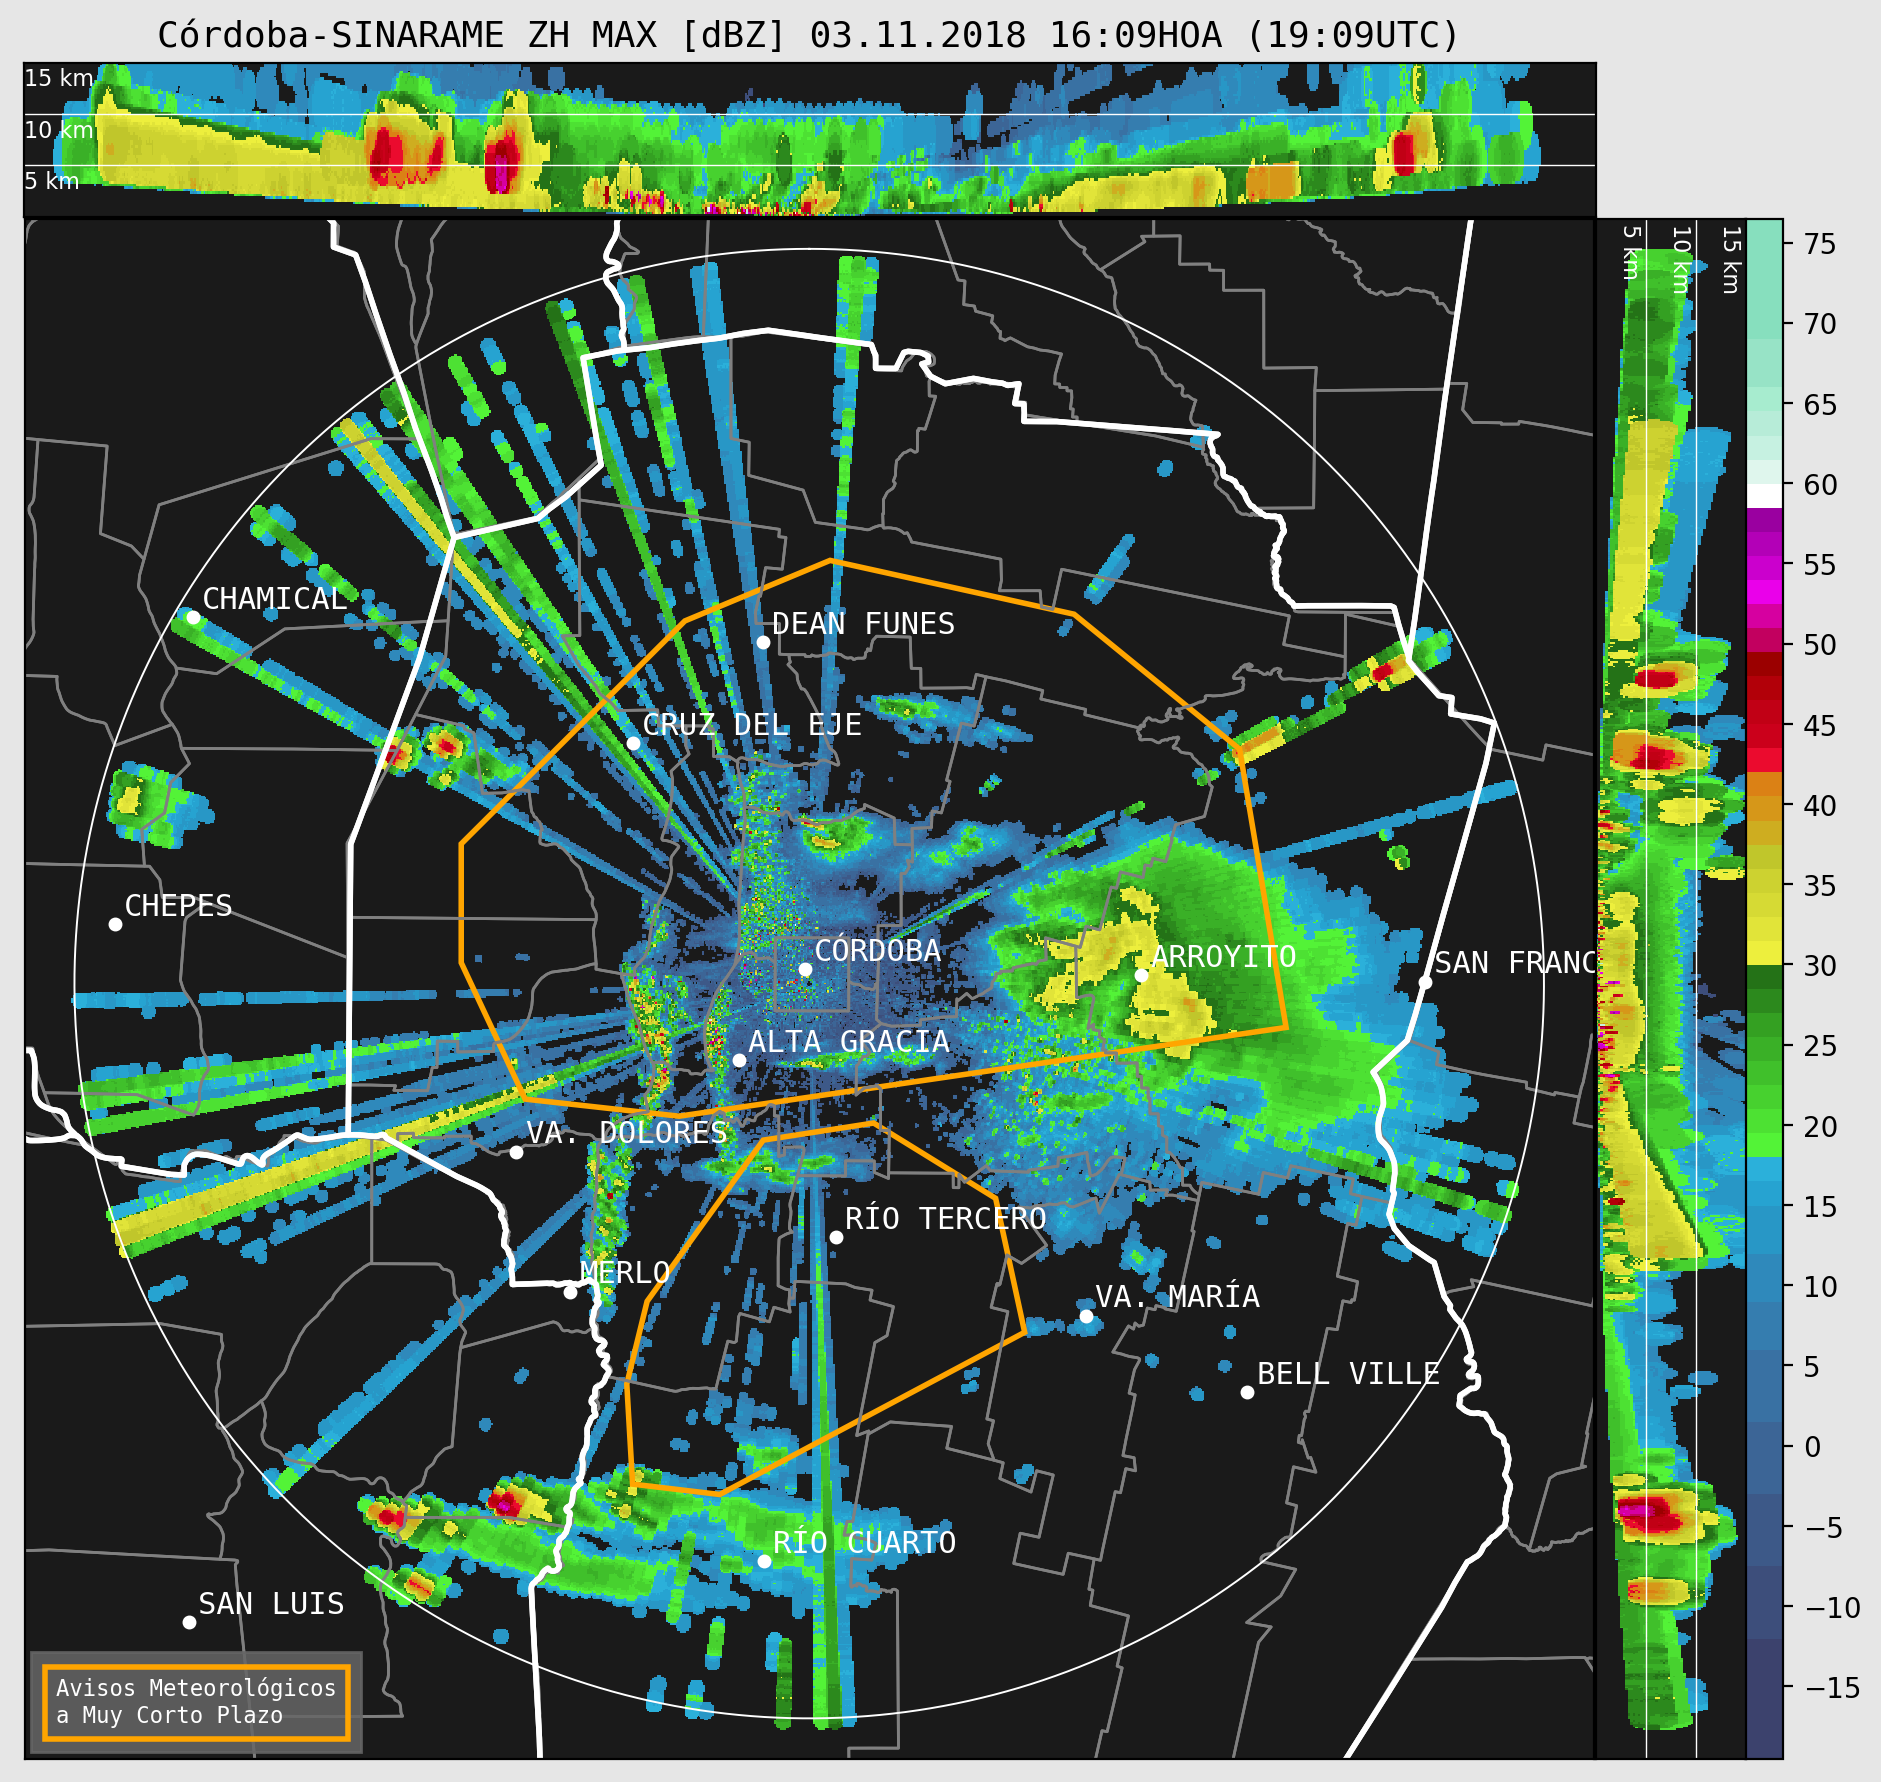 Córdoba-SINARAME ZH MAX [dBZ] 03.11.2018 16:09HOA (19:09UTC)
15 km
10 km
5 km
5 km
10 km
15 km
75
70
65
60
55
50
45
40
35
30
25
20
15
10
5
0
−5
−10
−15
CHAMICAL
DEAN FUNES
CRUZ DEL EJE
CHEPES
CÓRDOBA
ARROYITO
SAN FRANC
ALTA GRACIA
VA. DOLORES
RÍO TERCERO
MERLO
VA. MARÍA
BELL VILLE
RÍO CUARTO
SAN LUIS
Avisos Meteorológicos
a Muy Corto Plazo